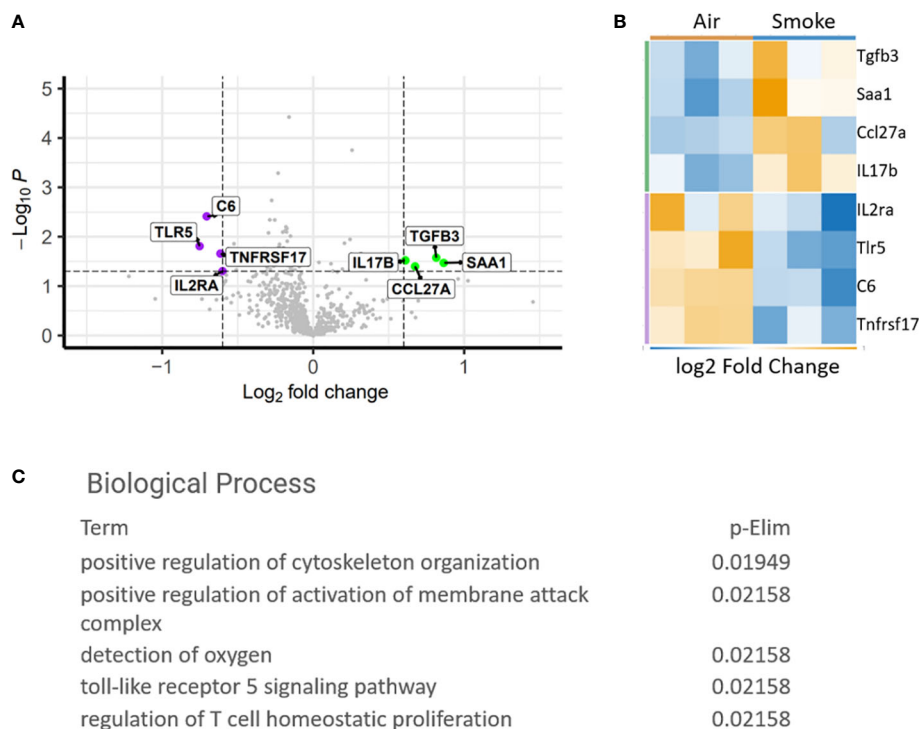 A
5
4
3
2
1
0
−Log10 P
C6
TLR5
TNFRSF17
IL2RA
TGFB3
IL17B
SAA1
CCL27A
−1
0
1
Log2 fold change
B
Air Smoke
Tgfb3
Saa1
Ccl27a
IL17b
IL2ra
Tlr5
C6
Tnfrsf17
log2 Fold Change
C
Biological Process
Term p-Elim
positive regulation of cytoskeleton organization 0.01949
positive regulation of activation of membrane attack 0.02158
complex
detection of oxygen 0.02158
toll-like receptor 5 signaling pathway 0.02158
regulation of T cell homeostatic proliferation 0.02158